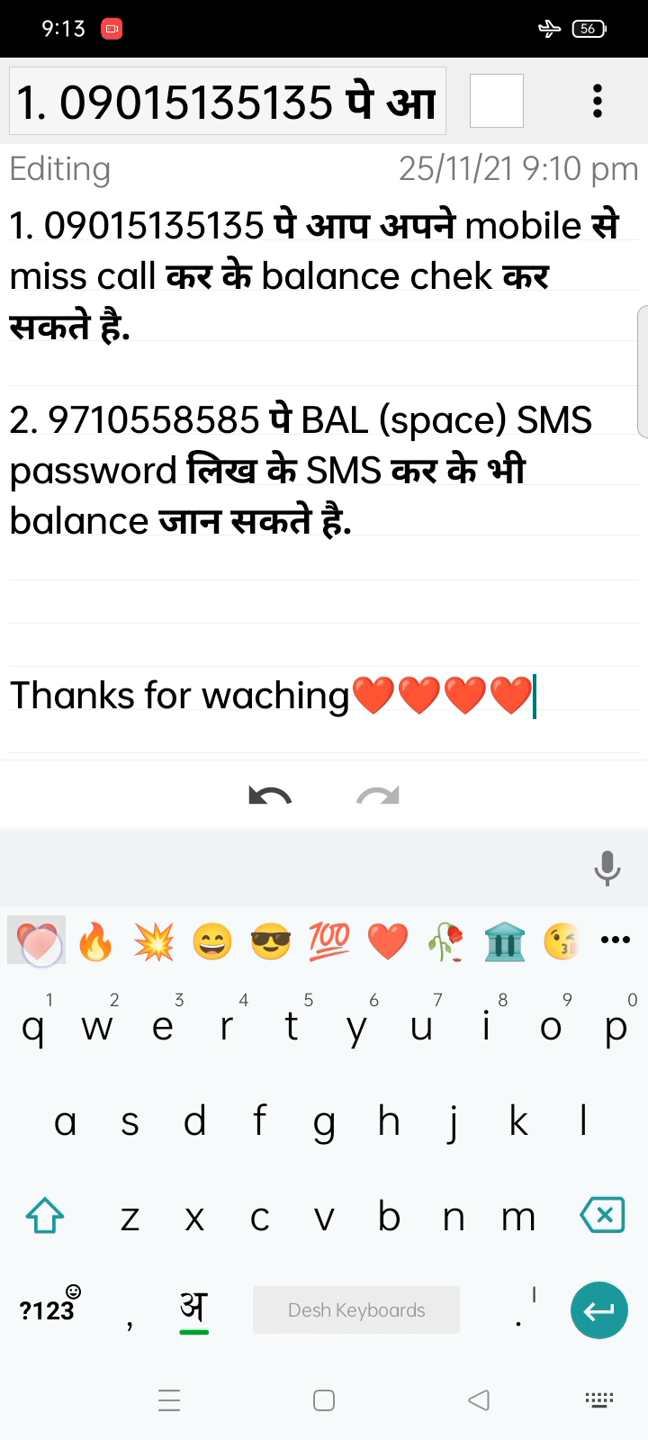 9:13
56
1. 09015135135 पे आ
Editing
25/11/21 9:10 pm
1. 09015135135 पे आप अपने mobile से
miss call कर के balance chek कर
सकते है.
2. 9710558585 पे BAL (space) SMS
password लिख के SMS कर के भी
balance जान सकते है.
Thanks for waching❤️❤️❤️❤️
💯
1 2 3 4 5 6 7 8 9 0
q w e r t y u i o p
a s d f g h j k l
z x c v b n m
?123 , अ Desh Keyboards . |